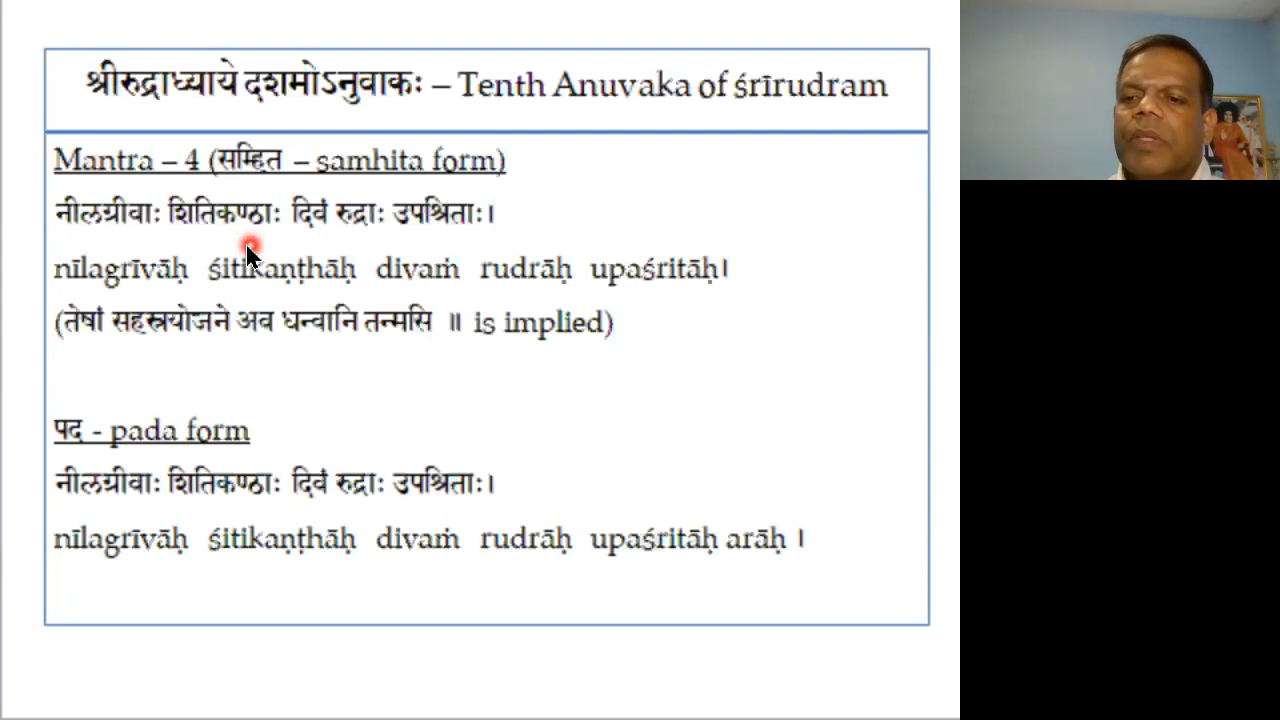 श्रीरुद्राध्याये दशमोऽनुवाकः – Tenth Anuvaka of śrīrudram
Mantra – 4 (सम्हित – samhita form)
नीलग्रीवाः शितिकण्ठाः दिवं रुद्राः उपश्रिताः।
nīlagrīvāḥ śitikaṇṭhāḥ divaṁ rudrāḥ upaśritāḥ।
(तेषां सहस्रयोजने अव धन्वानि तन्मसि ॥ is implied)
पद - pada form
नीलग्रीवाः शितिकण्ठाः दिवं रुद्राः उपश्रिताः।
nīlagrīvāḥ śitikaṇṭhāḥ divaṁ rudrāḥ upaśritāḥ arāḥ ।